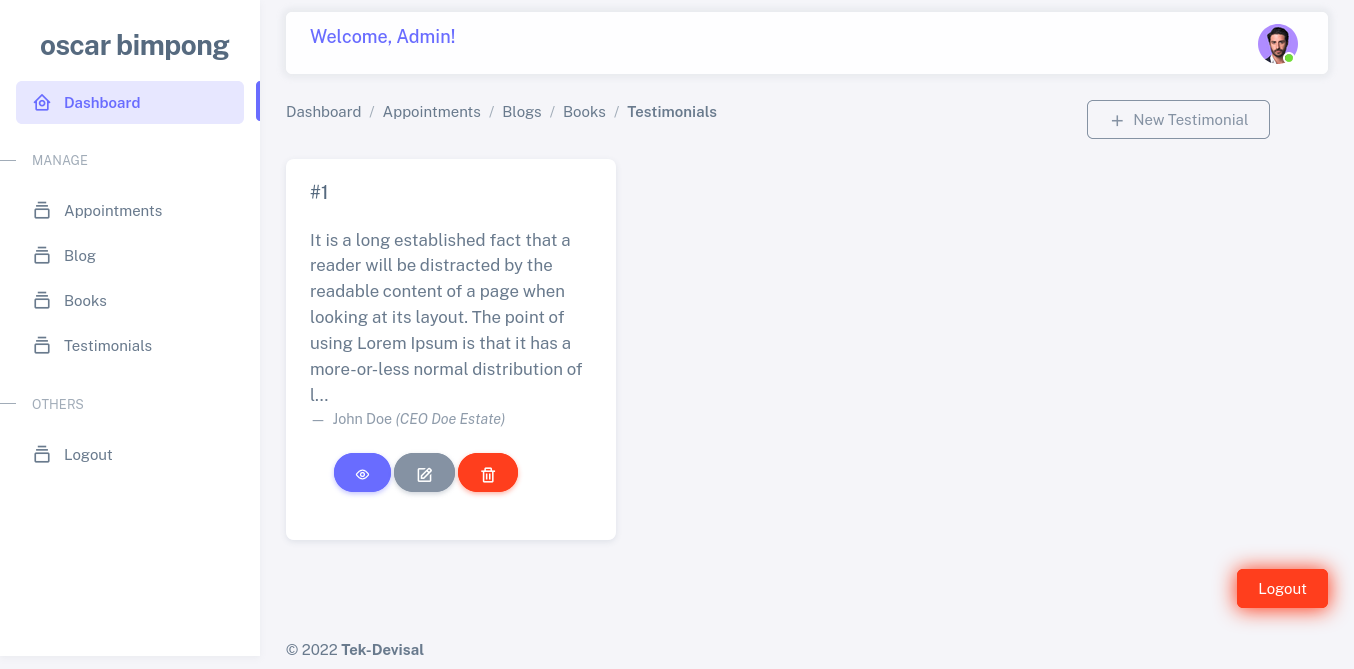 oscar bimpong
Dashboard
MANAGE
Appointments
Blog
Books
Testimonials
OTHERS
Logout
Welcome, Admin!
Dashboard / Appointments / Blogs / Books / Testimonials
+ New Testimonial
#1
It is a long established fact that a
reader will be distracted by the
readable content of a page when
looking at its layout. The point of
using Lorem Ipsum is that it has a
more-or-less normal distribution of
l...
— John Doe (CEO Doe Estate)
Logout
© 2022 Tek-Devisal